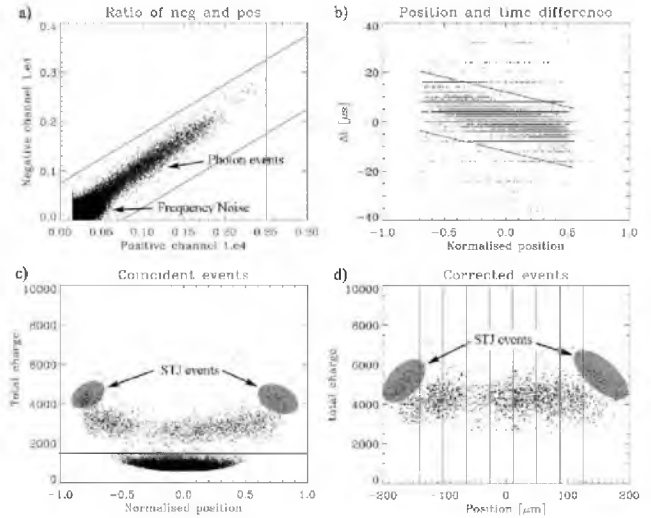 a) Ratio of neg and pos
Negative channel 1.e4
0.4
0.3
0.2
0.1
0.0
Photon events
Frequency Noise
0.00 0.05 0.10 0.15 0.20 0.25 0.30
Positive channel 1.e4
b) Position and time difference
Δt [μs]
40
20
0
-20
-40
-1.0 -0.5 0.0 0.5 1.0
Normalised position
c) Coincident events
Total charge
10000
8000
6000
4000
2000
0
STJ events
-1.0 -0.5 0.0 0.5 1.0
Normalised position
d) Corrected events
total charge
10000
8000
6000
4000
2000
0
STJ events
-200 -100 0 100 200
Position [μm]